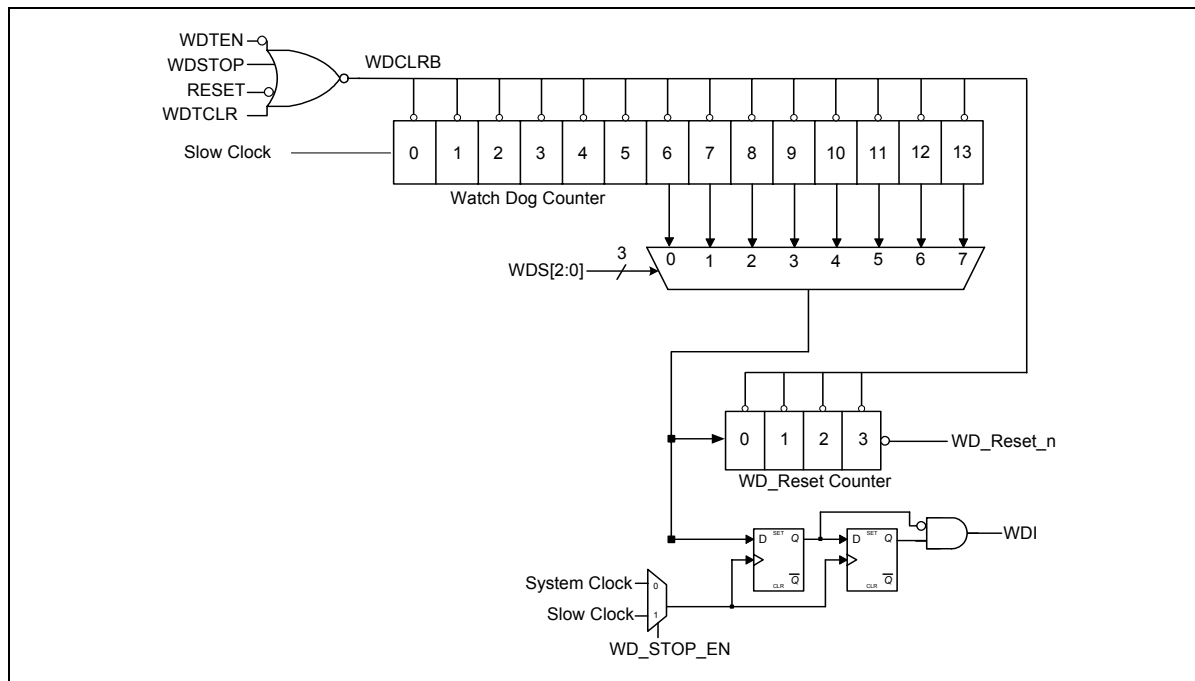 WDTEN
WDSTOP
RESET
WDTCLR
WDCLRB
Slow Clock
0 1 2 3 4 5 6 7 8 9 10 11 12 13
Watch Dog Counter
WDS[2:0]
3
0 1 2 3 4 5 6 7
0 1 2 3
WD_Reset_n
WD_Reset Counter
D SET Q
CLR Q
D SET Q
CLR Q
WDI
System Clock
0
Slow Clock
1
WD_STOP_EN